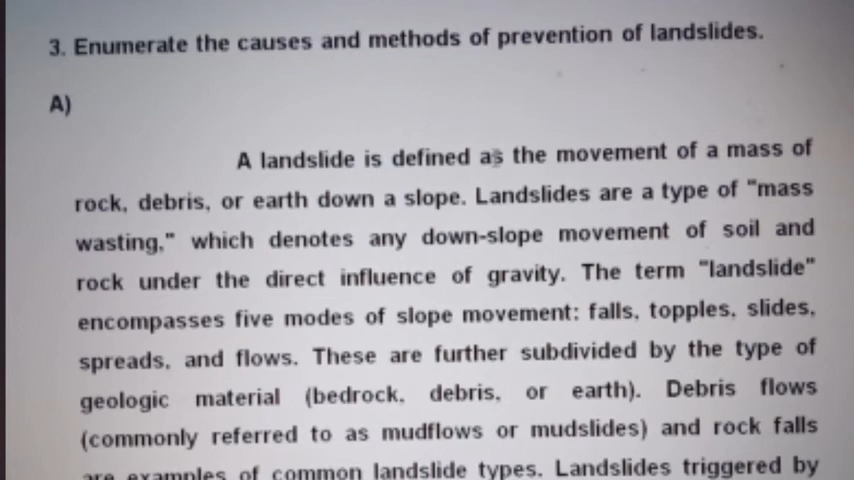 3. Enumerate the causes and methods of prevention of landslides.
A)
A landslide is defined as the movement of a mass of
rock, debris, or earth down a slope. Landslides are a type of "mass
wasting," which denotes any down-slope movement of soil and
rock under the direct influence of gravity. The term "landslide"
encompasses five modes of slope movement: falls, topples, slides,
spreads, and flows. These are further subdivided by the type of
geologic material (bedrock, debris, or earth). Debris flows
(commonly referred to as mudflows or mudslides) and rock falls
are examples of common landslide types. Landslides triggered by